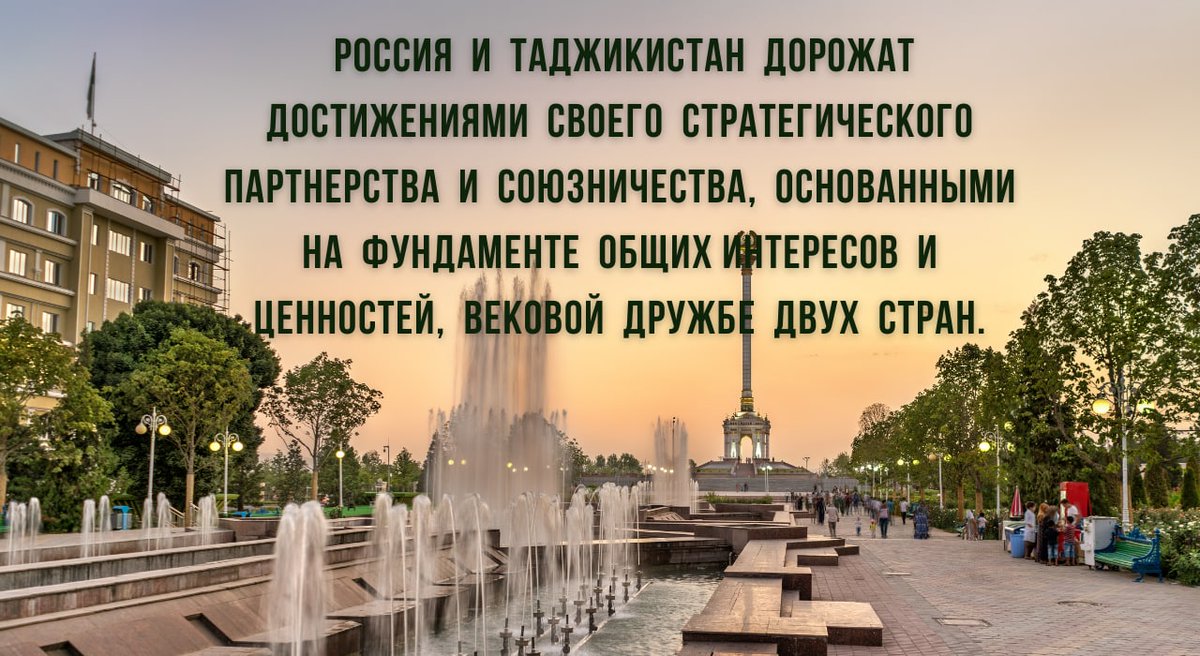 РОССИЯ И ТАДЖИКИСТАН ДОРОЖАТ
ДОСТИЖЕНИЯМИ СВОЕГО СТРАТЕГИЧЕСКОГО
ПАРТНЕРСТВА И СОЮЗНИЧЕСТВА, ОСНОВАННЫМИ
НА ФУНДАМЕНТЕ ОБЩИХ ИНТЕРЕСОВ И
ЦЕННОСТЕЙ, ВЕКОВОЙ ДРУЖБЕ ДВУХ СТРАН.